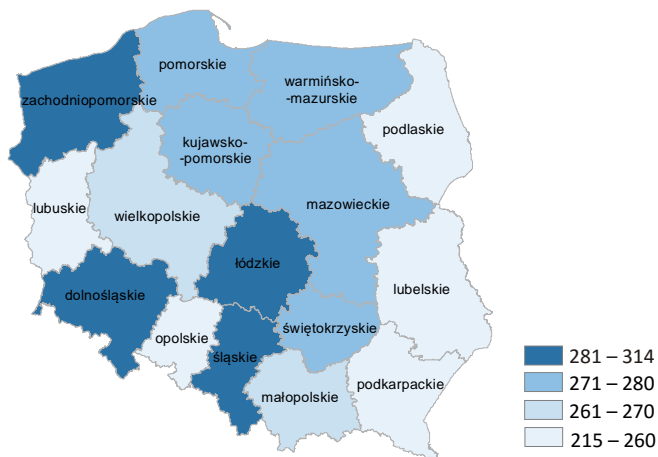 pomorskie
warmińsko-
-mazurskie
zachodniopomorskie
podlaskie
kujawsko-
-pomorskie
lubuskie
wielkopolskie
mazowieckie
łódzkie
lubelskie
dolnośląskie
opolskie
świętokrzyskie
śląskie
podkarpackie
małopolskie
281 – 314
271 – 280
261 – 270
215 – 260